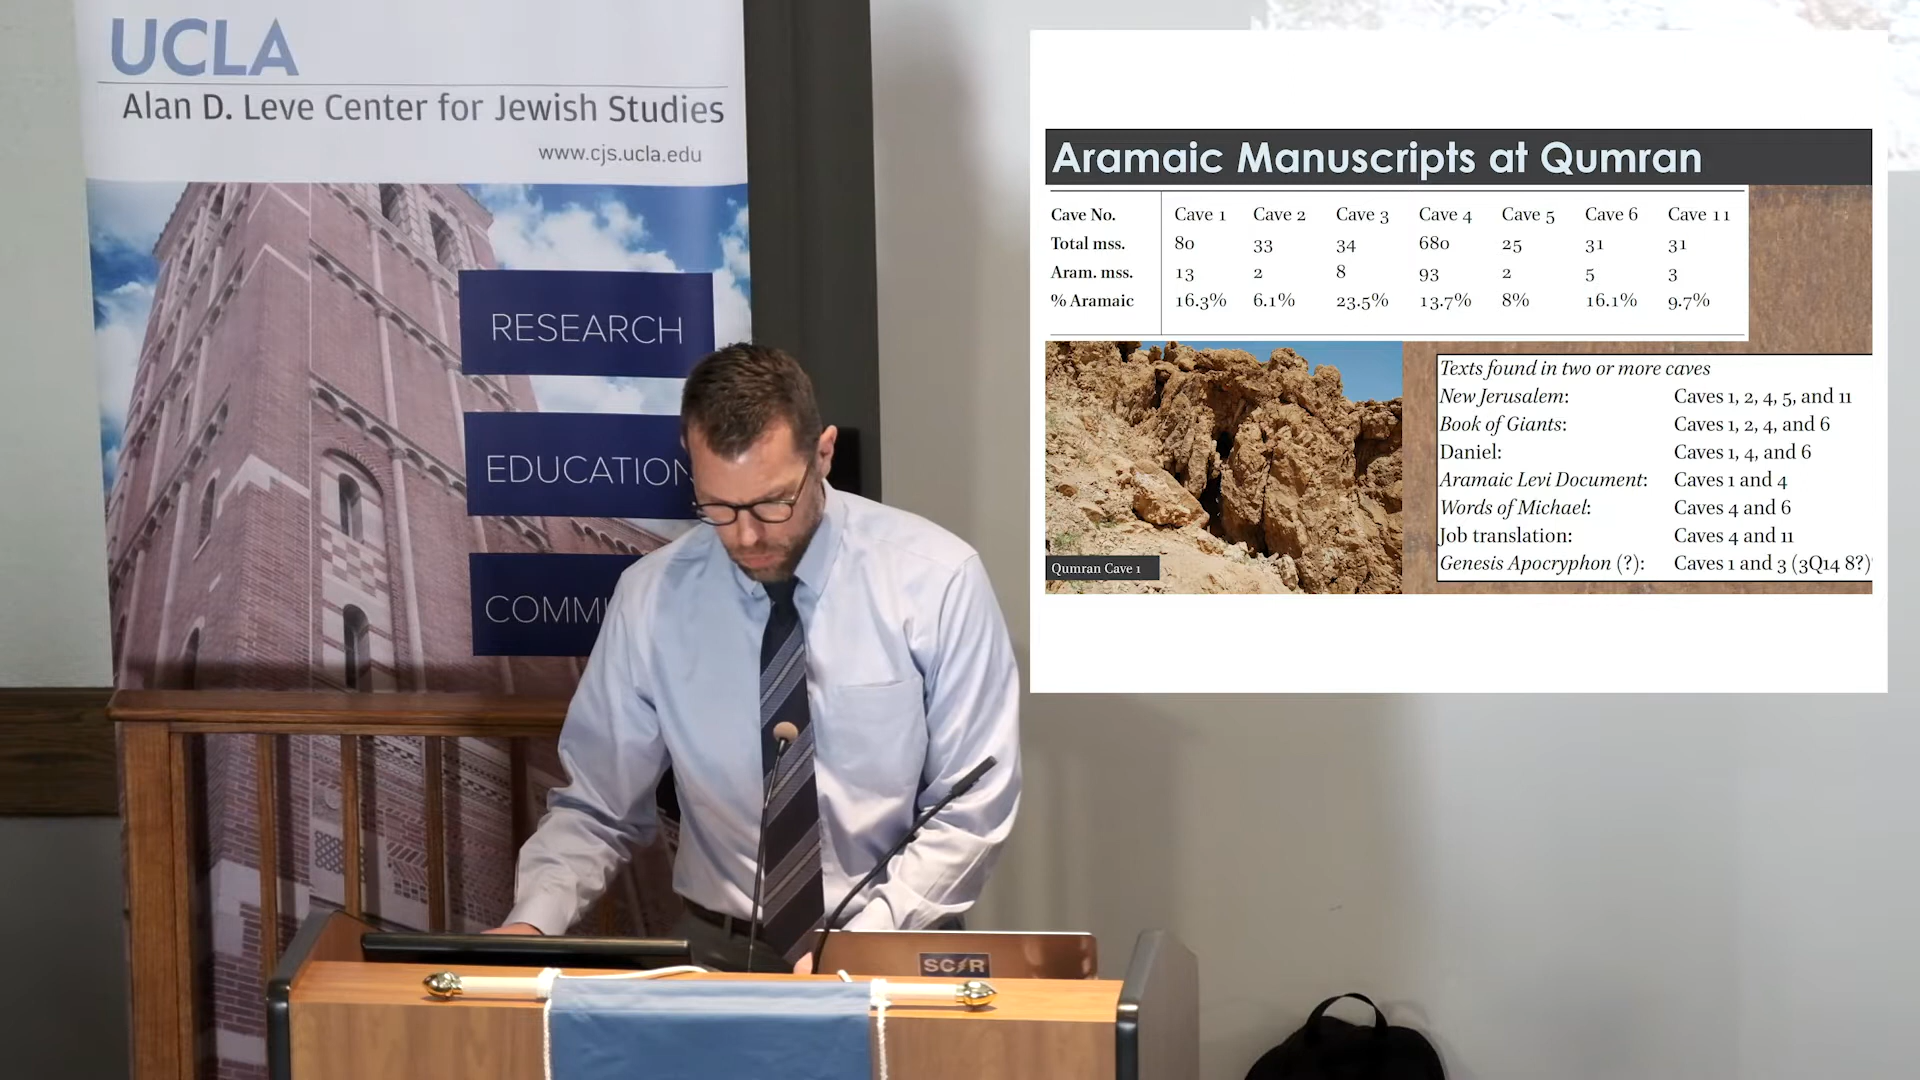 UCLA
Alan D. Leve Center for Jewish Studies
www.cjs.ucla.edu
RESEARCH
EDUCATION
COMMU
SC R
Aramaic Manuscripts at Qumran
Cave No. Cave 1 Cave 2 Cave 3 Cave 4 Cave 5 Cave 6 Cave 11
Total mss. 80 33 34 680 25 31 31
Aram. mss. 13 2 8 93 2 5 3
% Aramaic 16.3% 6.1% 23.5% 13.7% 8% 16.1% 9.7%
Qumran Cave 1
Texts found in two or more caves
New Jerusalem: Caves 1, 2, 4, 5, and 11
Book of Giants: Caves 1, 2, 4, and 6
Daniel: Caves 1, 4, and 6
Aramaic Levi Document: Caves 1 and 4
Words of Michael: Caves 4 and 6
Job translation: Caves 4 and 11
Genesis Apocryphon (?): Caves 1 and 3 (3Q14 8?)